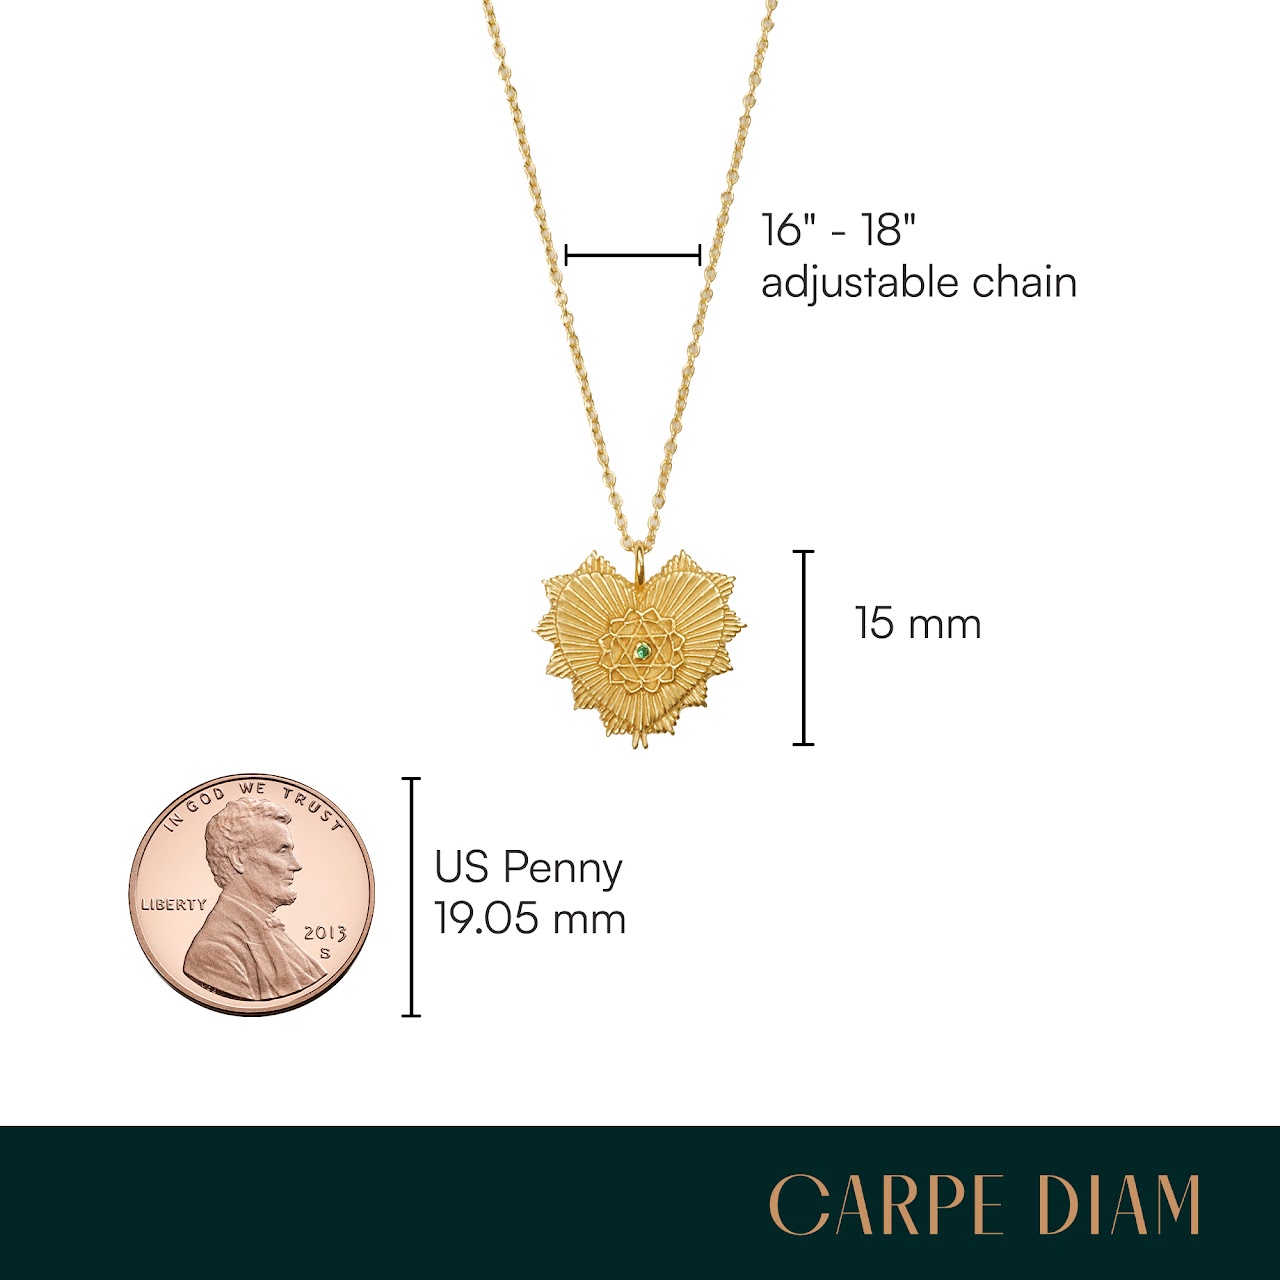 16" - 18"
adjustable chain
15 mm
IN GOD WE TRUST
LIBERTY
2013
S
US Penny
19.05 mm
CARPE DIAM